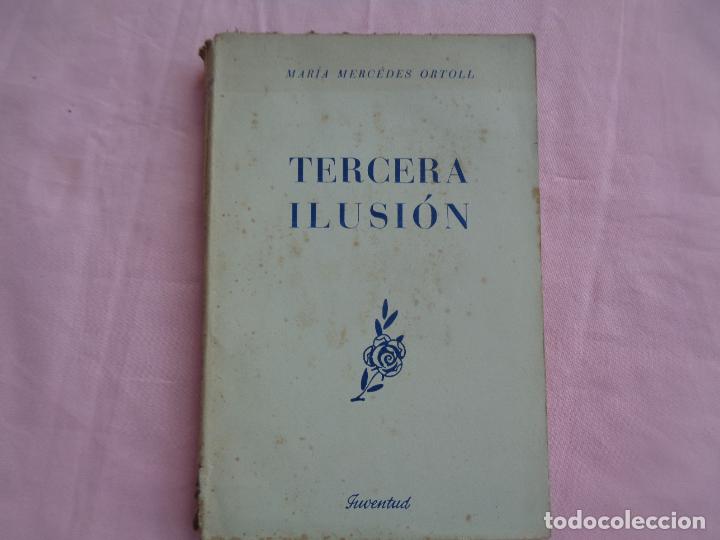 MARÍA MERCÉDES ORTOLL
TERCERA
ILUSIÓN
Juventud
todocoleccion